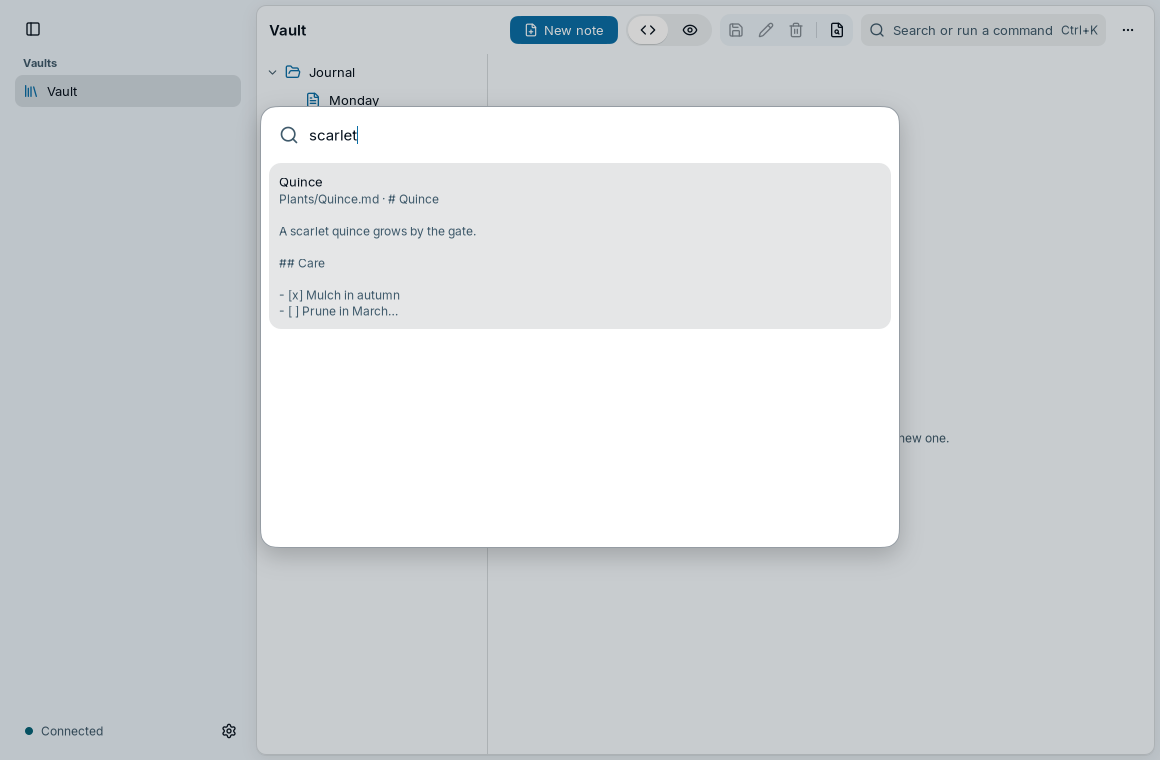 Vault
New note
Search or run a command Ctrl+K
Vaults
Vault
Journal
Monday
scarlet
Quince
Plants/Quince.md · # Quince
A scarlet quince grows by the gate.
## Care
- [x] Mulch in autumn
- [ ] Prune in March...
new one.
Connected